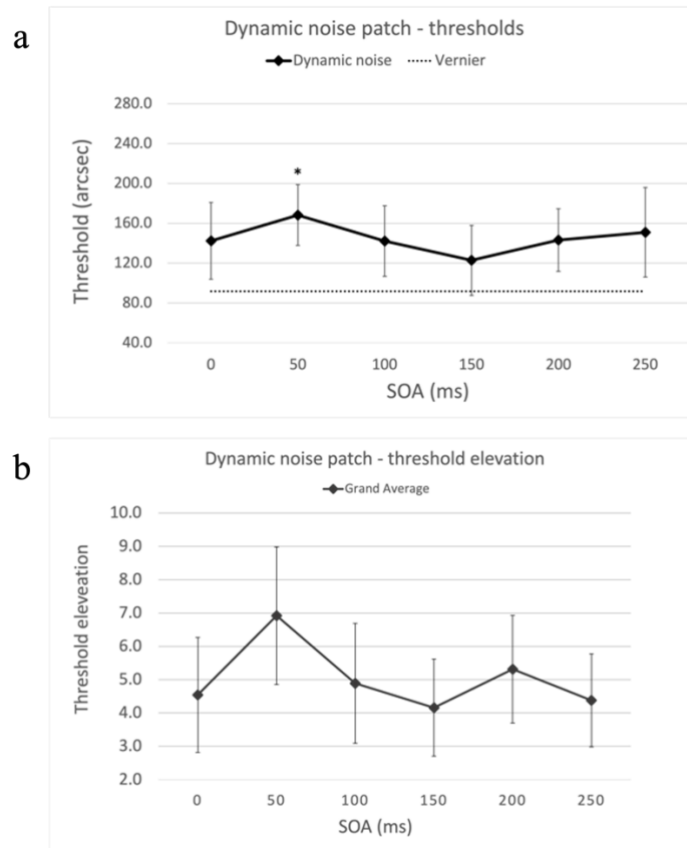 a
Dynamic noise patch - thresholds
Dynamic noise Vernier
Threshold (arcsec)
280.0
240.0
200.0
160.0
120.0
80.0
40.0
*
0 50 100 150 200 250
SOA (ms)
b
Dynamic noise patch - threshold elevation
Grand Average
Threshold eleveation
10.0
9.0
8.0
7.0
6.0
5.0
4.0
3.0
2.0
0 50 100 150 200 250
SOA (ms)